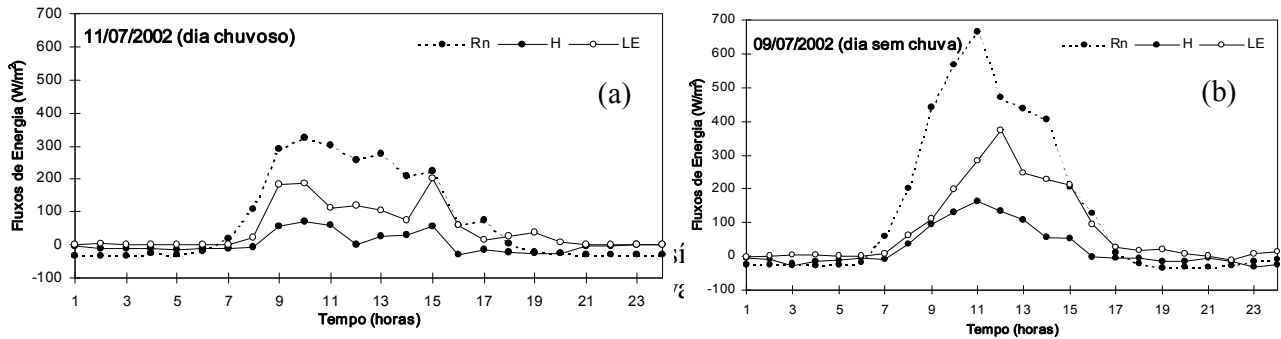 11/07/2002 (dia chuvoso)
Rn H LE
(a)
Fluxos de Energia (W/m²)
700
600
500
400
300
200
100
0
-100
1 3 5 7 9 11 13 15 17 19 21 23
Tempo (horas)
sí
va
09/07/2002 (dia sem chuva)
Rn H LE
(b)
Fluxos de Energia (W/m²)
700
600
500
400
300
200
100
0
-100
1 3 5 7 9 11 13 15 17 19 21 23
Tempo (horas)